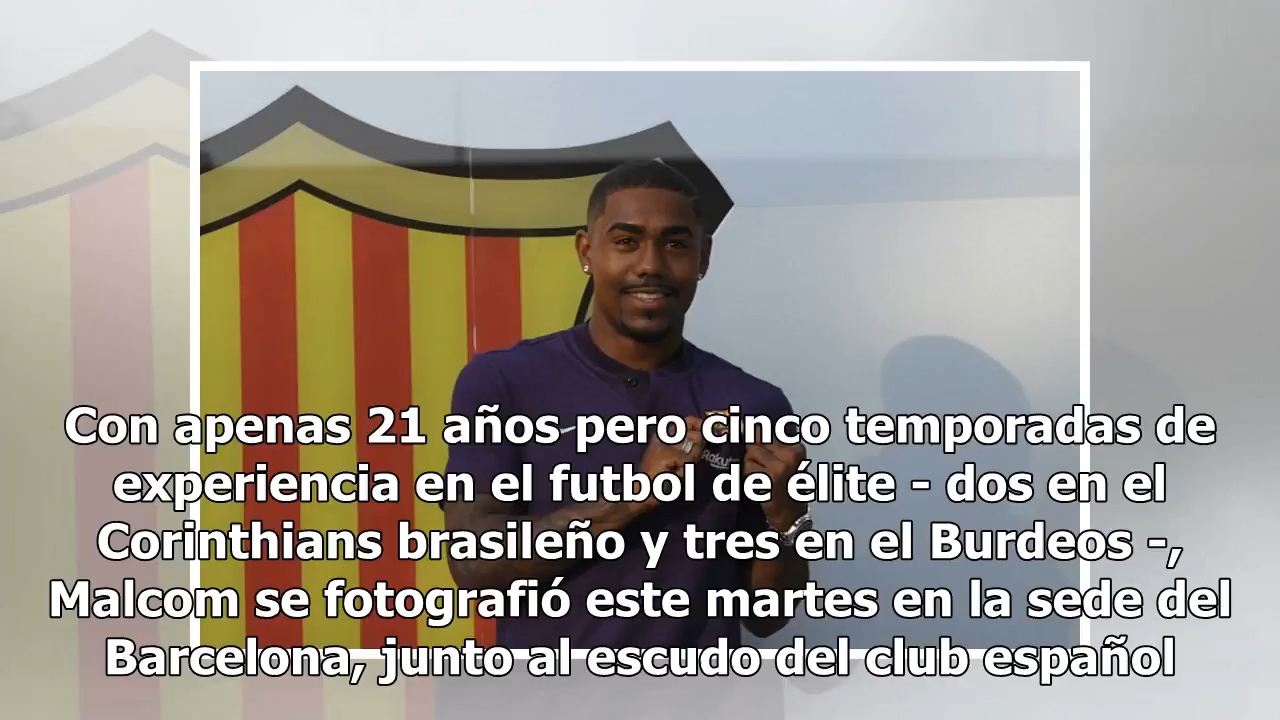 Con apenas 21 años pero cinco temporadas de
experiencia en el futbol de élite - dos en el
Corinthians brasileño y tres en el Burdeos -,
Malcom se fotografió este martes en la sede del
Barcelona, junto al escudo del club español
Rakuten